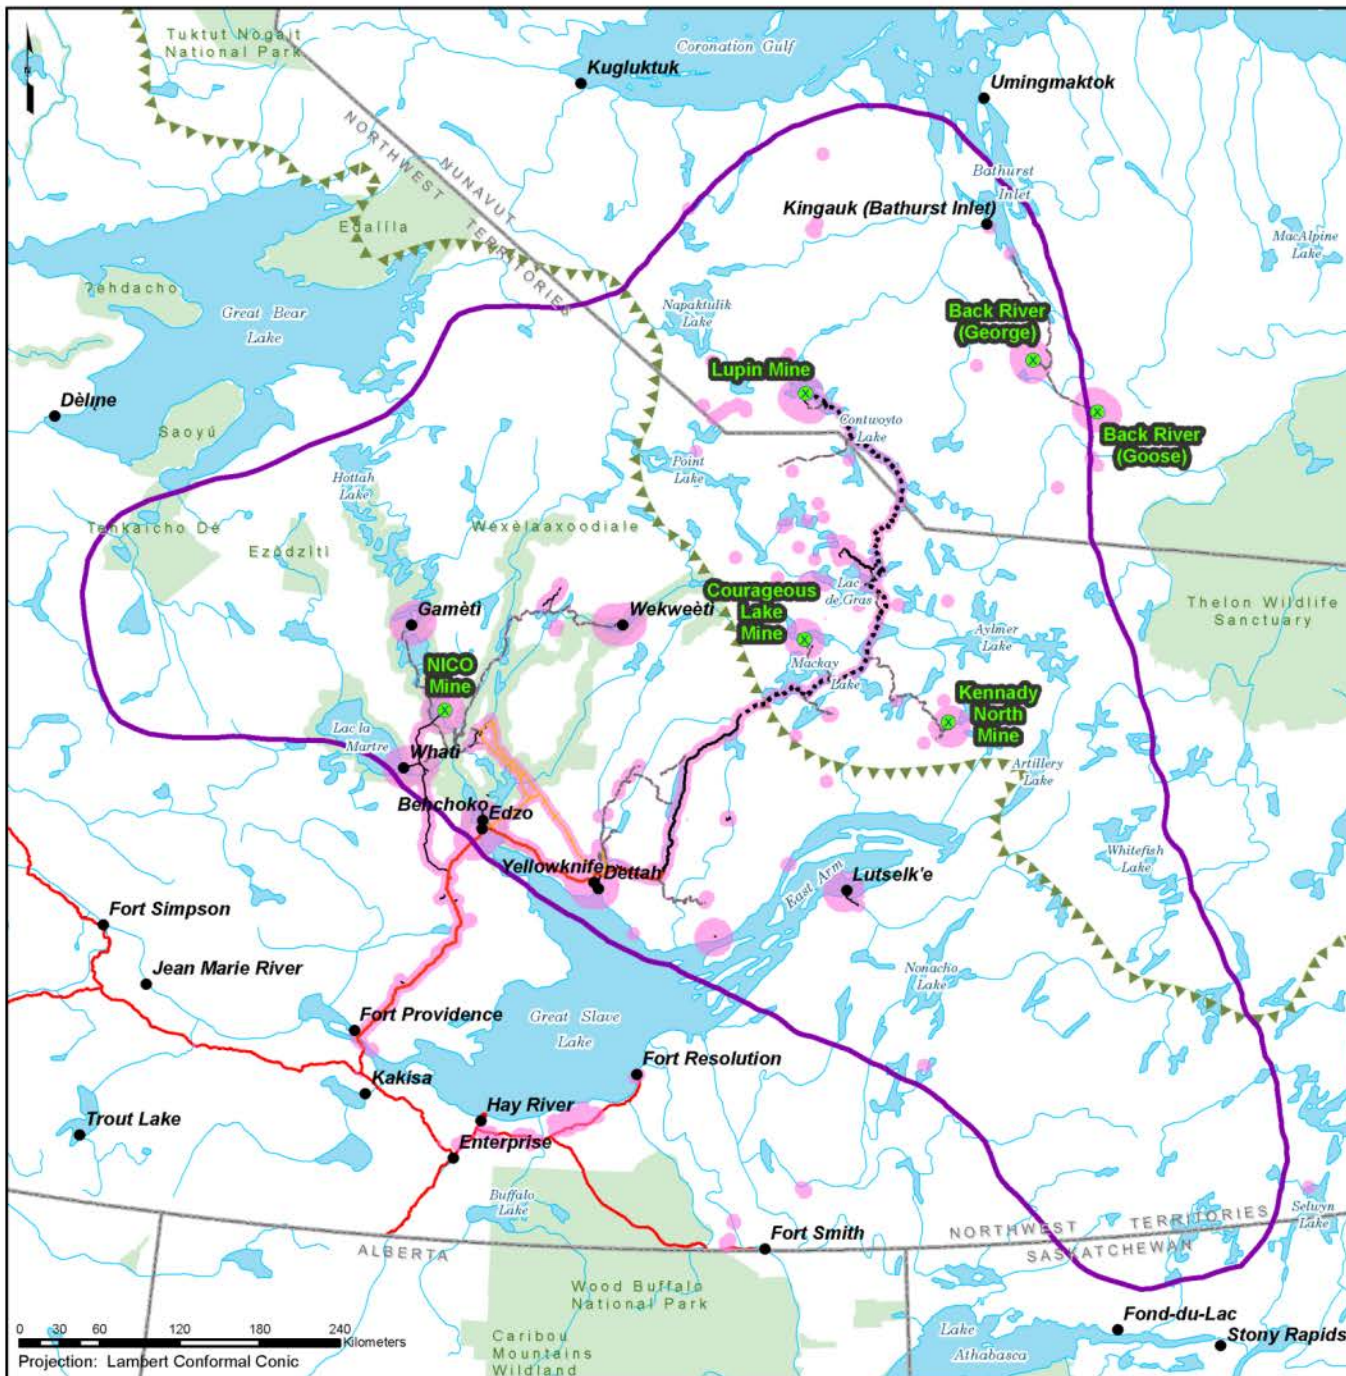 Tuktut Nogait
National Park
Coronation Gulf
Kugluktuk
Umingmaktok
N
NORTHWEST TERRITORIES
NUNAVUT
Bathurst
Inlet
Kingauk (Bathurst Inlet)
MacAlpine
Lake
Edaiila
Ɂehdacho
Great Bear
Lake
Napaktulik
Lake
Back River
(George)
Lupin Mine
Dèlı̨ne
Saoyú
Contwoyto
Lake
Back River
(Goose)
Point
Lake
Hottah
Lake
Wexèlaaxoodiale
Ezǫ̀dzìtì
Lac
de Gras
Courageous
Lake
Mine
Thelon Wildlife
Sanctuary
Gamètì
Wekweètì
Aylmer
Lake
NICO
Mine
Mackay
Lake
Kennady
North
Mine
Lac la
Martre
Whatì
Artillery
Lake
Behchoko
Edzo
Whitefish
Lake
Yellowknife
Dettah
East Arm
Lutselk'e
Fort Simpson
Jean Marie River
Nonacho
Lake
Fort Providence
Great Slave
Lake
Fort Resolution
Kakisa
Hay River
Trout Lake
Enterprise
Buffalo
Lake
Selwyn
Lake
NORTHWEST TERRITORIES
SASKATCHEWAN
ALBERTA
Fort Smith
Wood Buffalo
National Park
Fond-du-Lac
Stony Rapids
Lake
Athabasca
Caribou
Mountains
Wildland
0 30 60 120 180 240
Kilometers
Projection: Lambert Conformal Conic